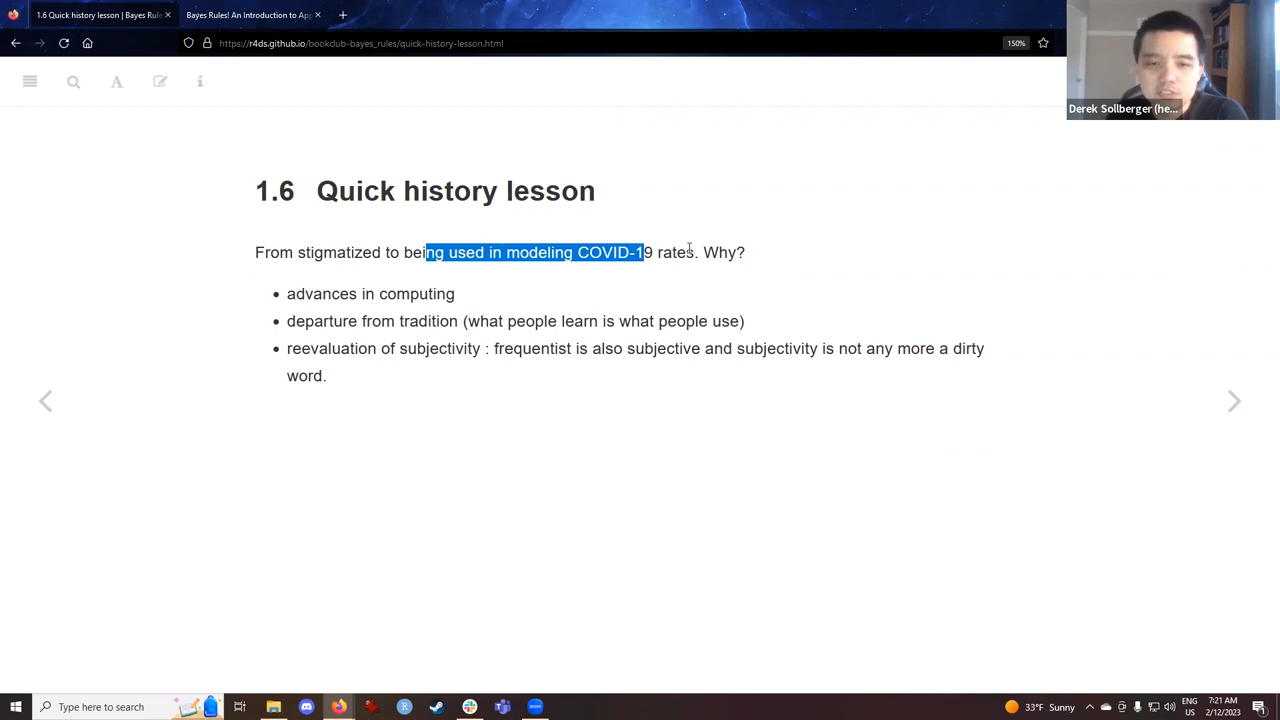 1.6 Quick history lesson | Bayes Rule
Bayes Rules! An Introduction to App
https://r4ds.github.io/bookclub-bayes_rules/quick-history-lesson.html
150%
Derek Sollberger (he...
1.6 Quick history lesson
From stigmatized to being used in modeling COVID-19 rates. Why?
advances in computing
departure from tradition (what people learn is what people use)
reevaluation of subjectivity : frequentist is also subjective and subjectivity is not any more a dirty
word.
Type here to search
33°F Sunny
ENG
US
7:21 AM
2/12/2023